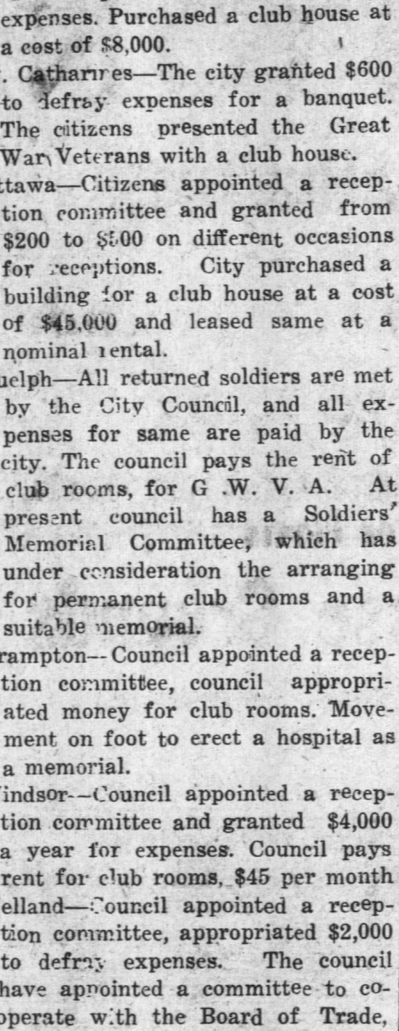 expenses. Purchased a club house at
a cost of $8,000.
. Catharires—The city granted $600
to defray expenses for a banquet.
The citizens presented the Great
War Veterans with a club house.
ttawa—Citizens appointed a recep-
tion committee and granted from
$200 to $500 on different occasions
for receptions. City purchased a
building for a club house at a cost
of $45,000 and leased same at a
nominal rental.
uelph—All returned soldiers are met
by the City Council, and all ex-
penses for same are paid by the
city. The council pays the rent of
club rooms, for G .W. V. A. At
present council has a Soldiers'
Memorial Committee, which has
under consideration the arranging
for permanent club rooms and a
suitable memorial.
rampton--Council appointed a recep-
tion committee, council appropri-
ated money for club rooms. Move-
ment on foot to erect a hospital as
a memorial.
indsor--Council appointed a recep-
tion committee and granted $4,000
a year for expenses. Council pays
rent for club rooms, $45 per month
elland—Council appointed a recep-
tion committee, appropriated $2,000
to defray expenses. The council
have appointed a committee to co-
operate with the Board of Trade,